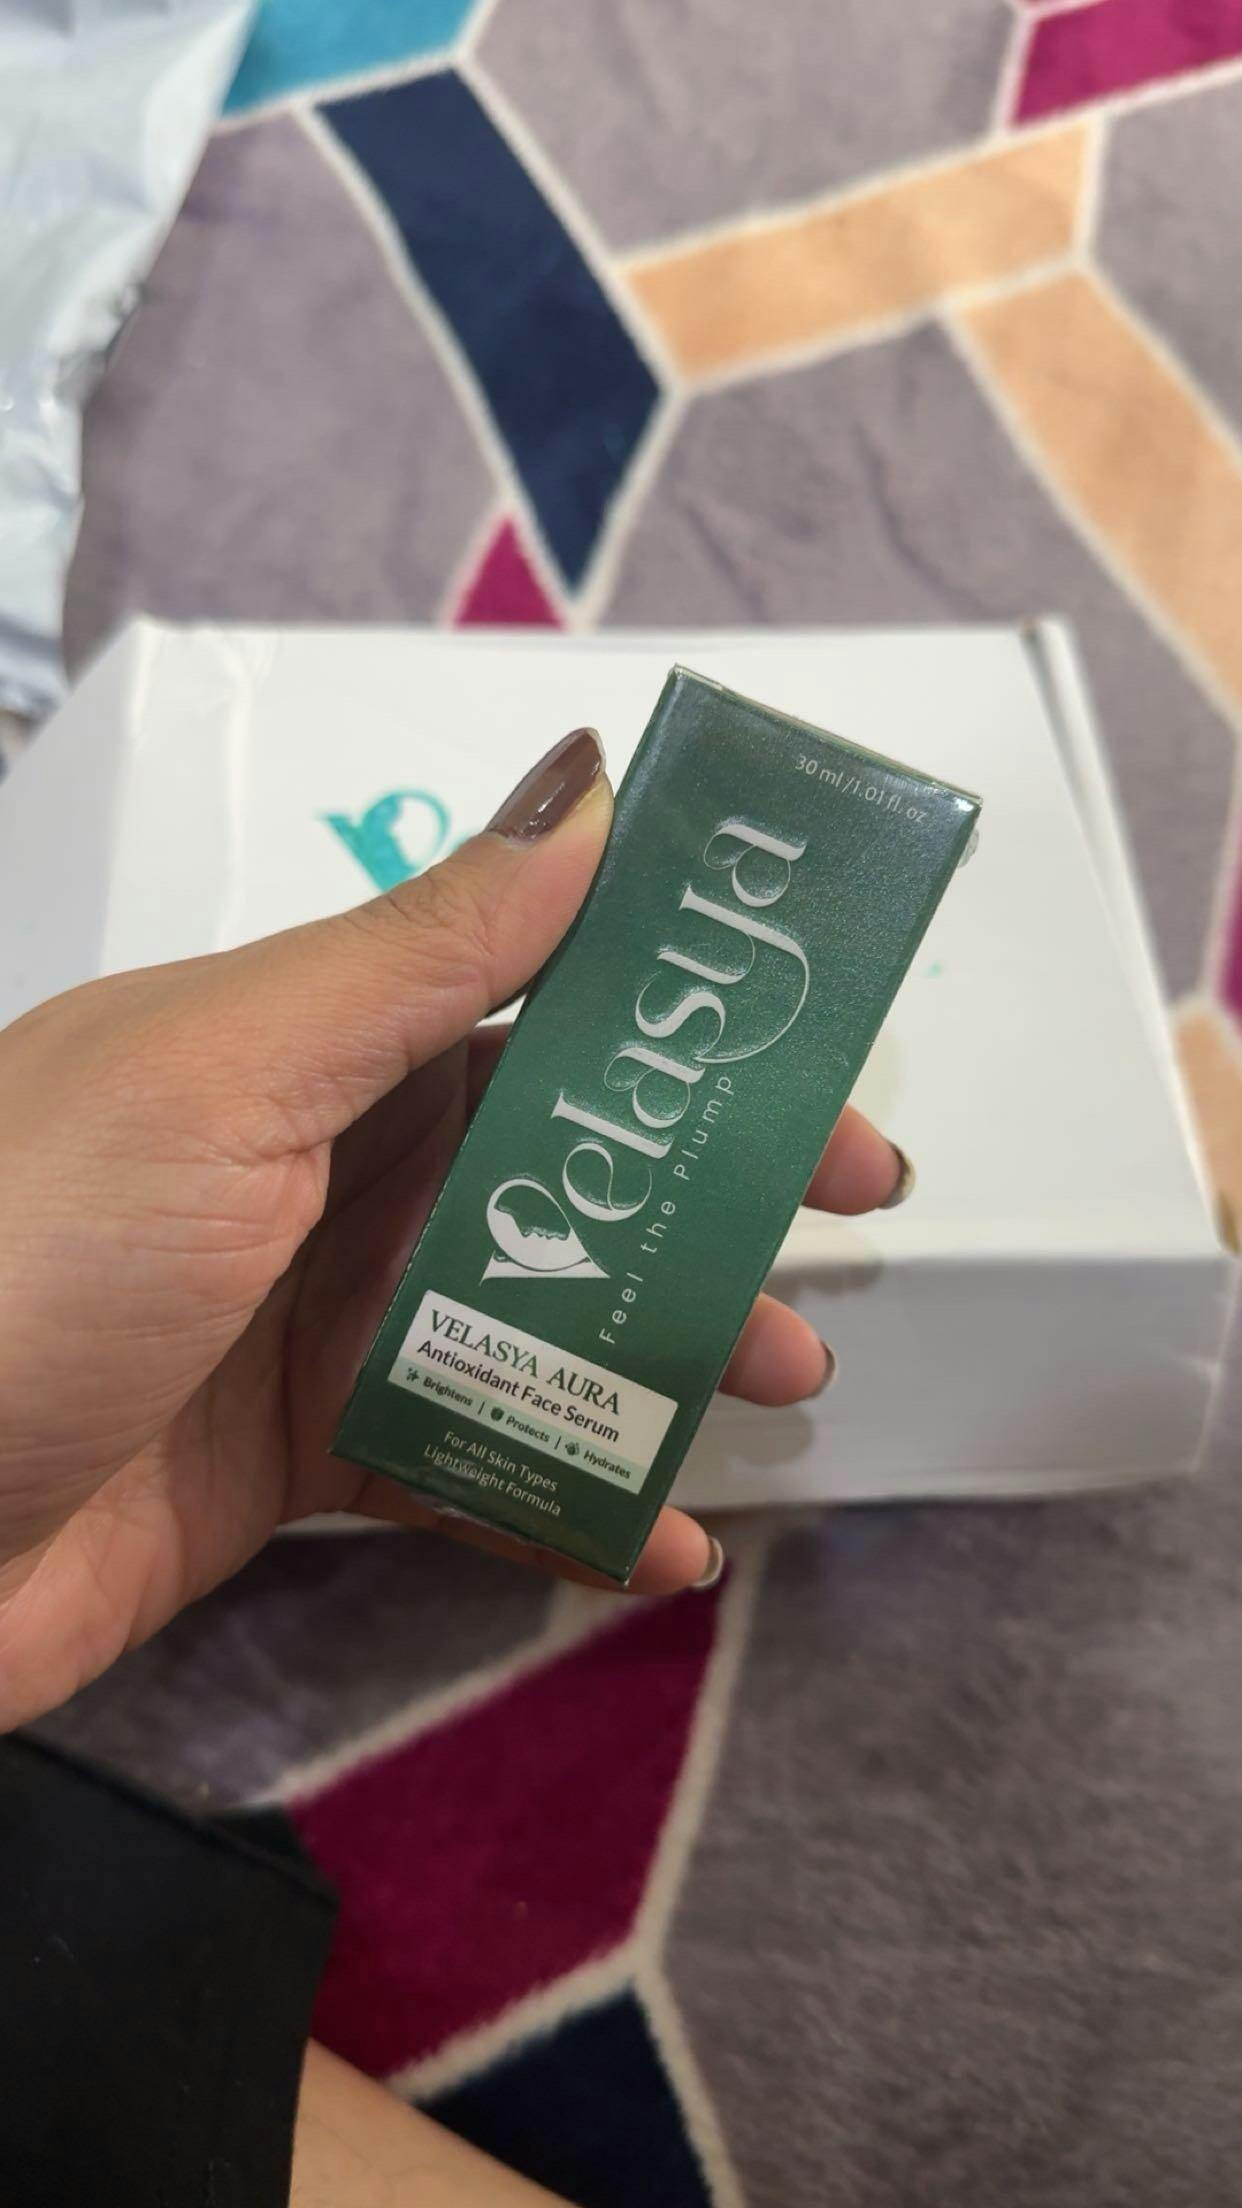 30 ml / 1.01 fl. oz
Velasya
Feel the Plump
VELASYA AURA
Antioxidant Face Serum
Brightens | Protects | Hydrates
For All Skin Types
Lightweight Formula